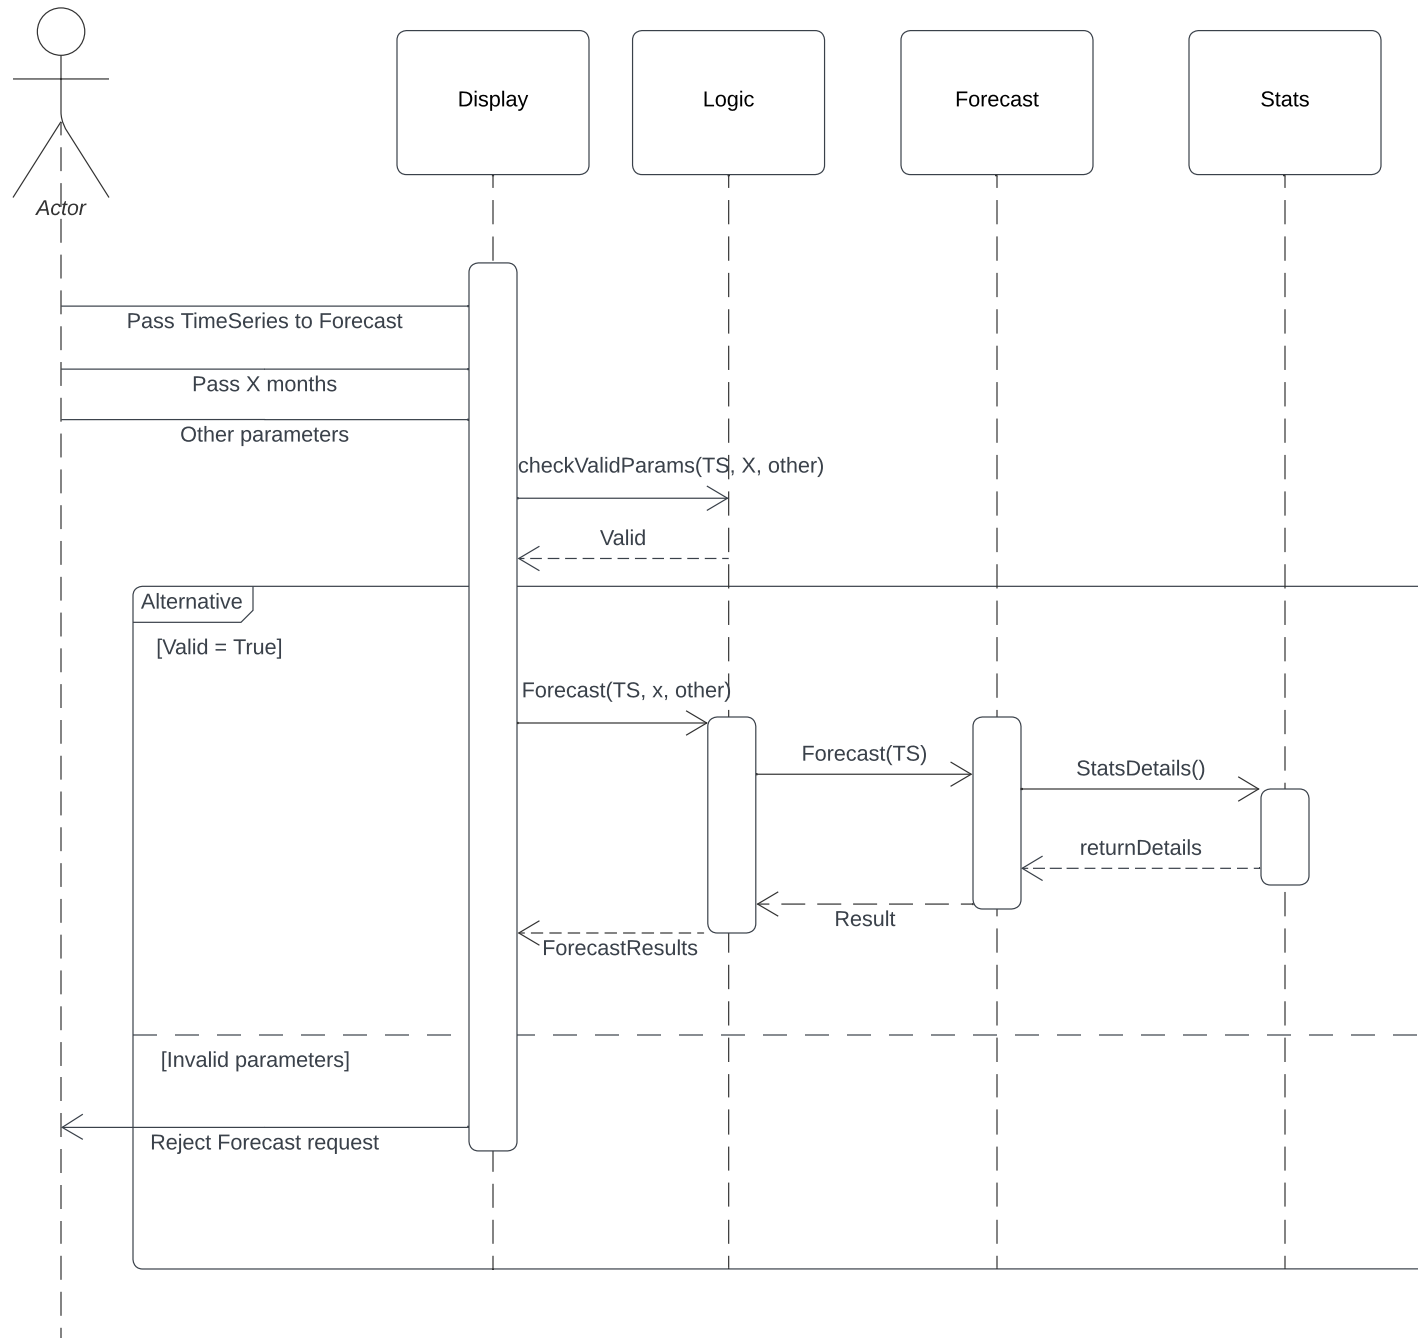 Display
Logic
Forecast
Stats
Actor
Pass TimeSeries to Forecast
Pass X months
Other parameters
checkValidParams(TS, X, other)
Valid
Alternative
[Valid = True]
Forecast(TS, x, other)
Forecast(TS)
StatsDetails()
returnDetails
Result
ForecastResults
[Invalid parameters]
Reject Forecast request